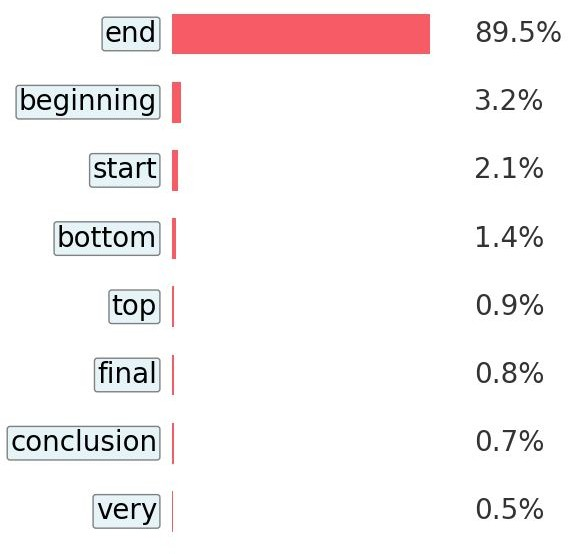 end 89.5%
beginning 3.2%
start 2.1%
bottom 1.4%
top 0.9%
final 0.8%
conclusion 0.7%
very 0.5%